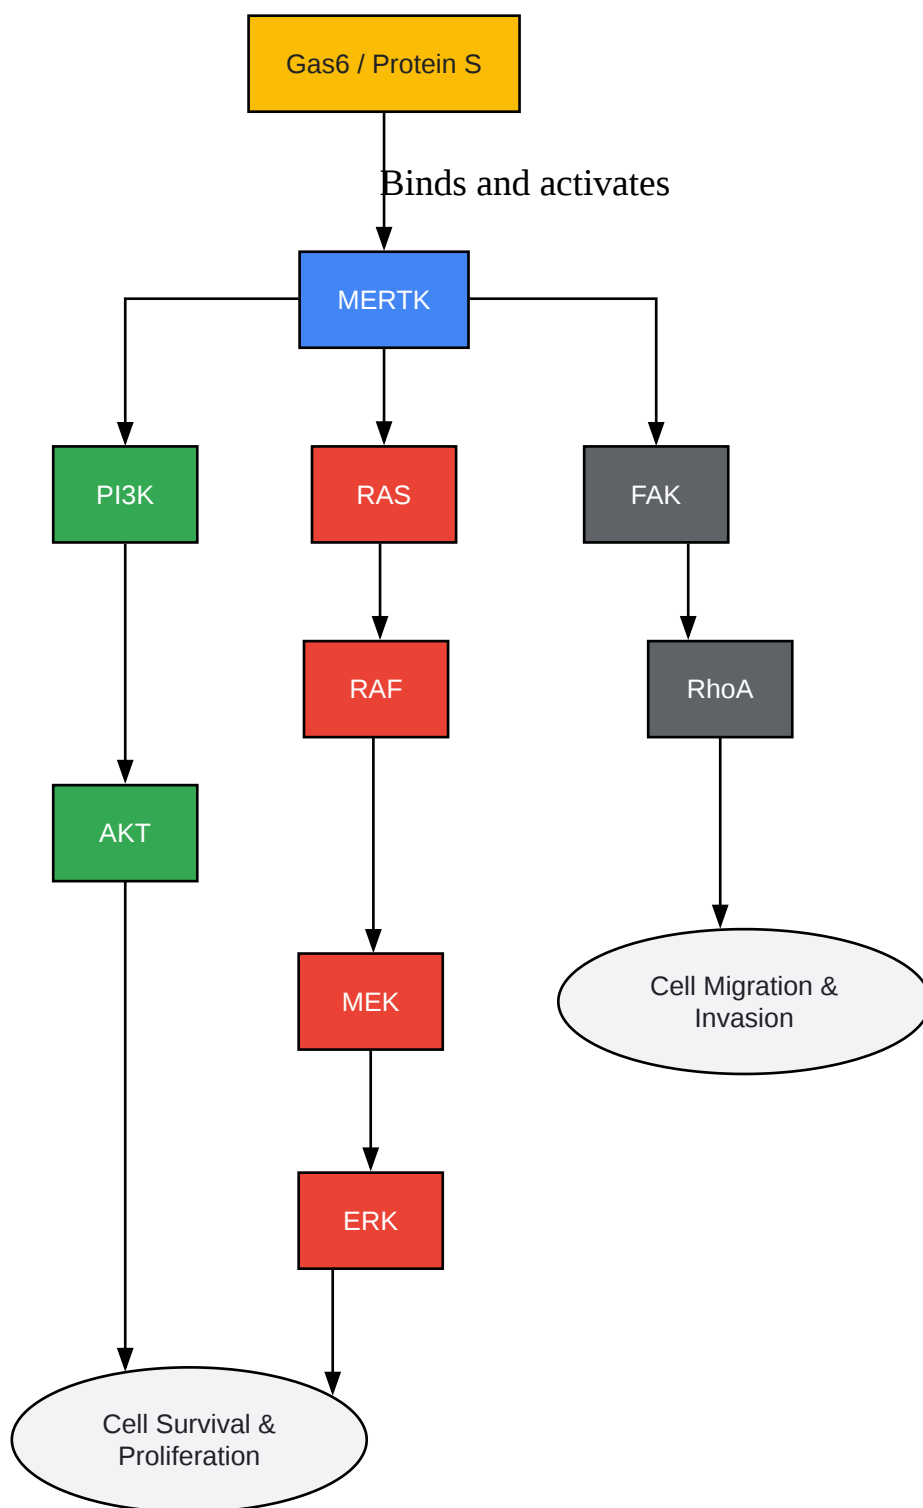 Gas6 / Protein S
Binds and activates
MERTK
PI3K
RAS
FAK
RAF
RhoA
AKT
MEK
Cell Migration &
Invasion
ERK
Cell Survival &
Proliferation